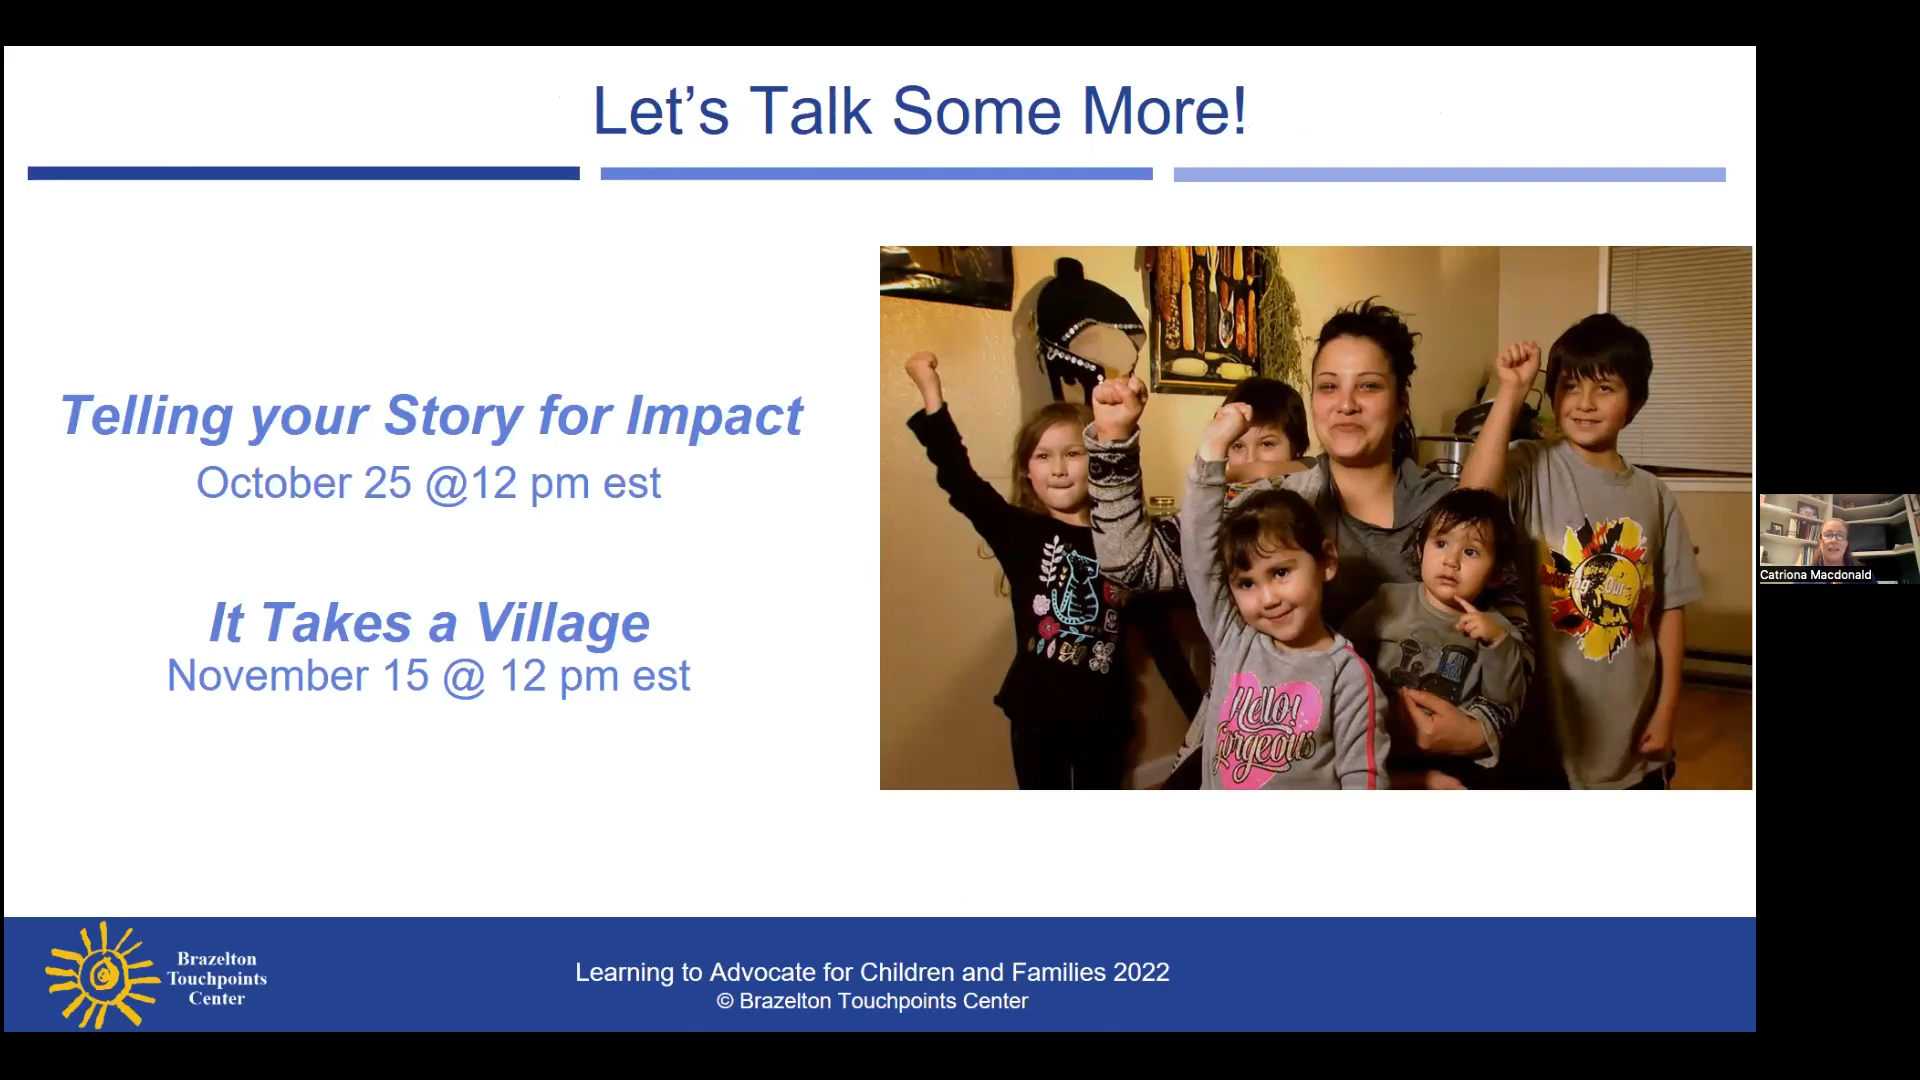 Let's Talk Some More!
Telling your Story for Impact
October 25 @12 pm est
It Takes a Village
November 15 @ 12 pm est
Hello!
Gorgeous
Our
Catriona Macdonald
Brazelton
Touchpoints
Center
Learning to Advocate for Children and Families 2022
© Brazelton Touchpoints Center